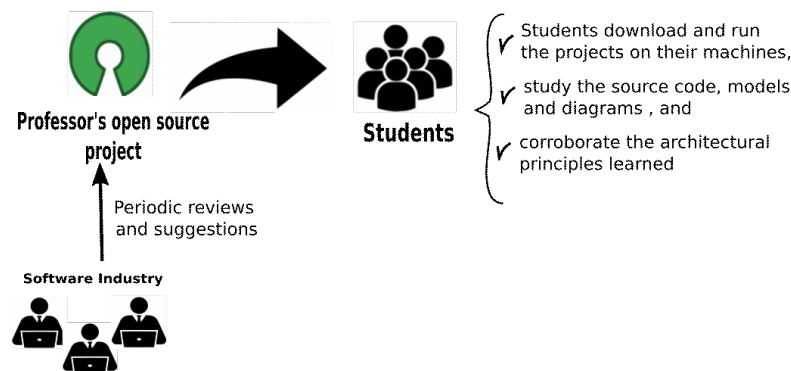 Professor's open source
project
Students
Students download and run
the projects on their machines,
study the source code, models
and diagrams , and
corroborate the architectural
principles learned
Periodic reviews
and suggestions
Software Industry